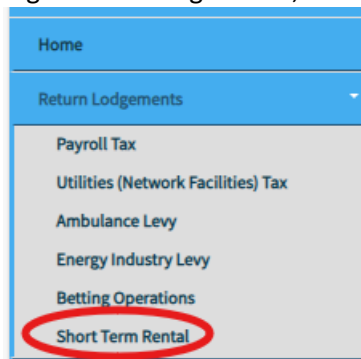 Home
Return Lodgements
Payroll Tax
Utilities (Network Facilities) Tax
Ambulance Levy
Energy Industry Levy
Betting Operations
Short Term Rental